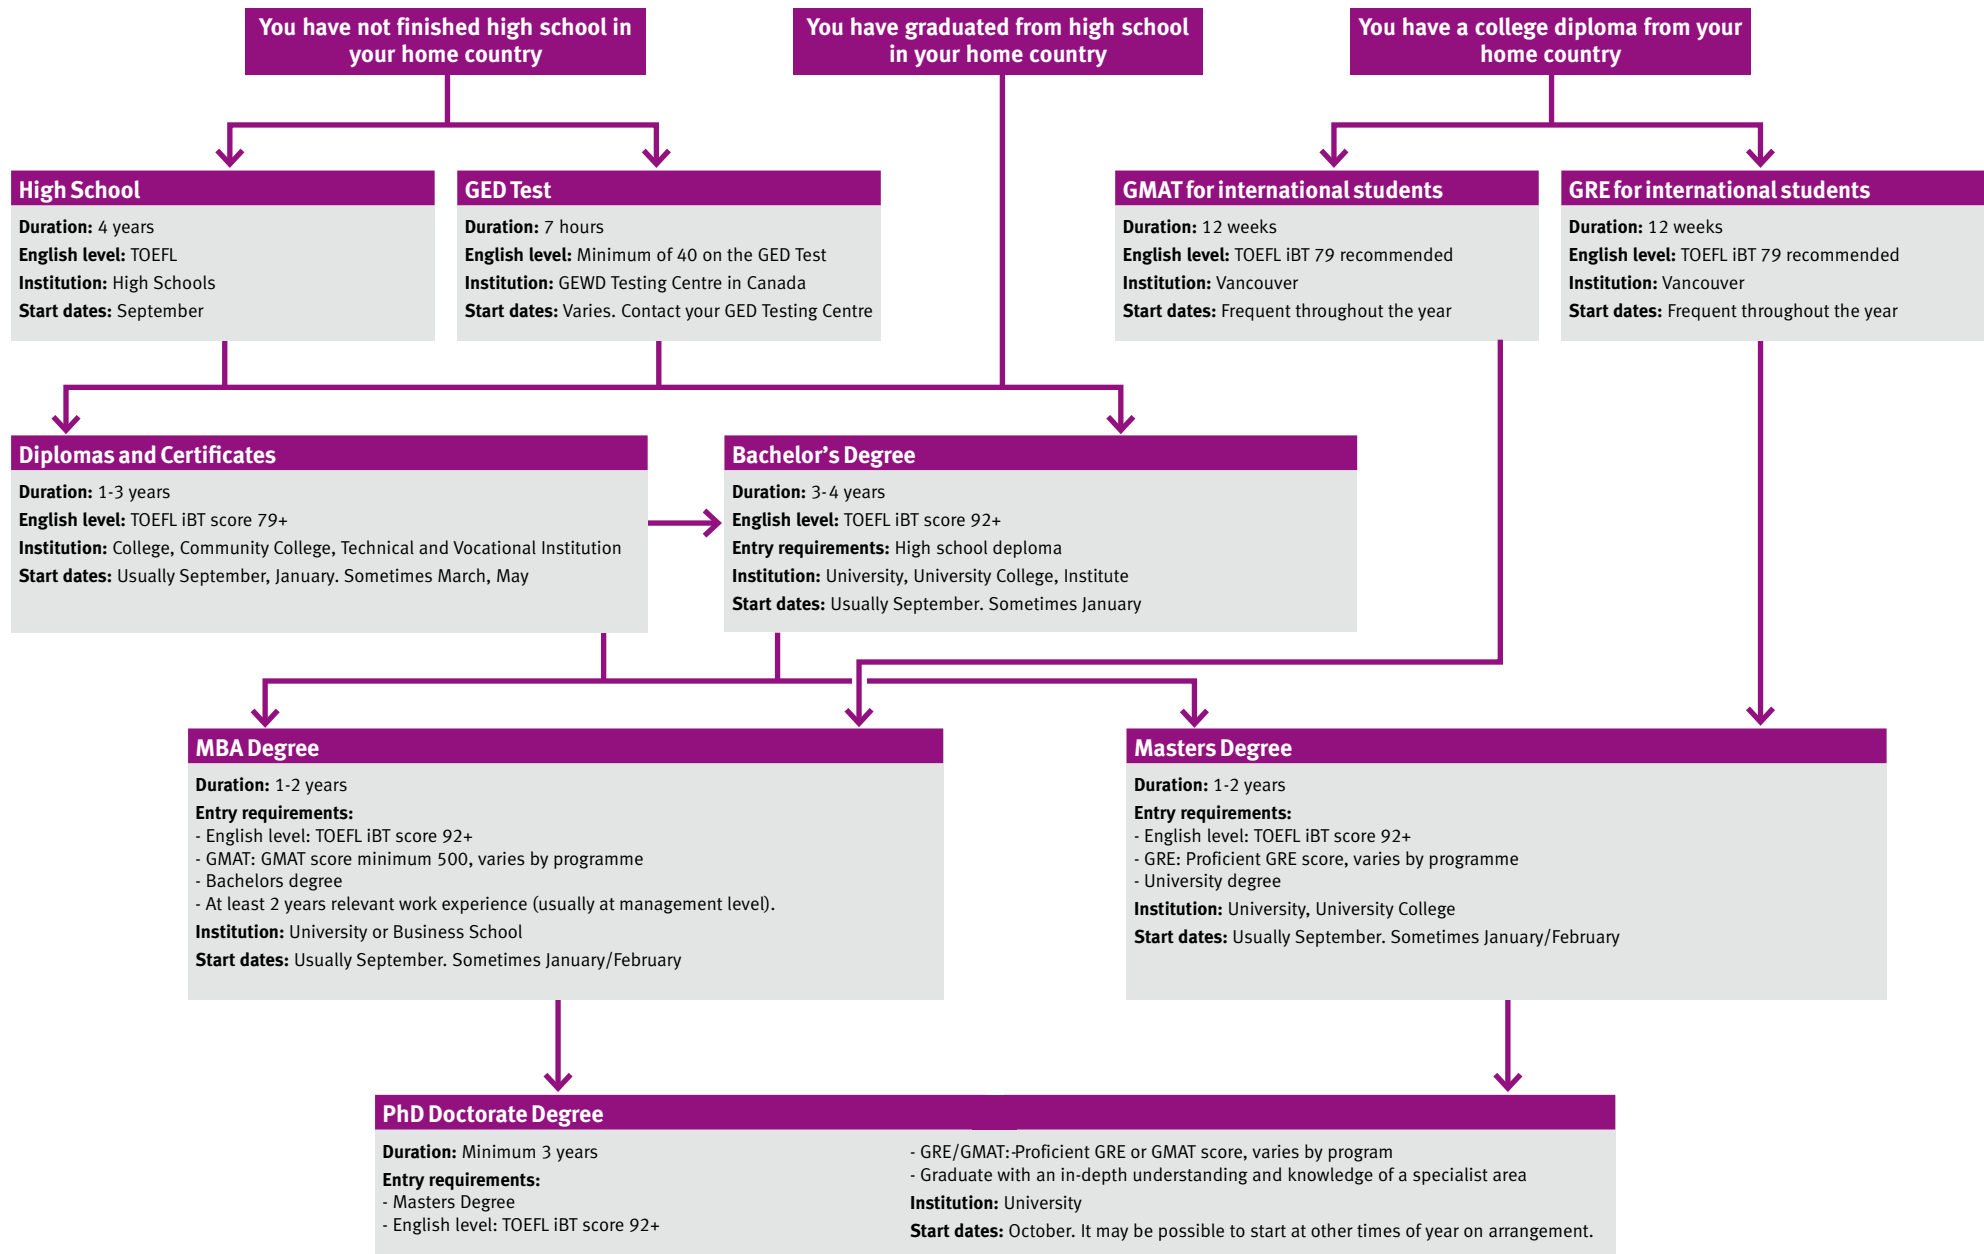 You have not finished high school in
your home country
You have graduated from high school
in your home country
You have a college diploma from your
home country
High School
Duration: 4 years
English level: TOEFL
Institution: High Schools
Start dates: September
GED Test
Duration: 7 hours
English level: Minimum of 40 on the GED Test
Institution: GEWD Testing Centre in Canada
Start dates: Varies. Contact your GED Testing Centre
GMAT for international students
Duration: 12 weeks
English level: TOEFL iBT 79 recommended
Institution: Vancouver
Start dates: Frequent throughout the year
GRE for international students
Duration: 12 weeks
English level: TOEFL iBT 79 recommended
Institution: Vancouver
Start dates: Frequent throughout the year
Diplomas and Certificates
Duration: 1-3 years
English level: TOEFL iBT score 79+
Institution: College, Community College, Technical and Vocational Institution
Start dates: Usually September, January. Sometimes March, May
Bachelor's Degree
Duration: 3-4 years
English level: TOEFL iBT score 92+
Entry requirements: High school deploma
Institution: University, University College, Institute
Start dates: Usually September. Sometimes January
MBA Degree
Duration: 1-2 years
Entry requirements:
- English level: TOEFL iBT score 92+
- GMAT: GMAT score minimum 500, varies by programme
- Bachelors degree
- At least 2 years relevant work experience (usually at management level).
Institution: University or Business School
Start dates: Usually September. Sometimes January/February
Masters Degree
Duration: 1-2 years
Entry requirements:
- English level: TOEFL iBT score 92+
- GRE: Proficient GRE score, varies by programme
- University degree
Institution: University, University College
Start dates: Usually September. Sometimes January/February
PhD Doctorate Degree
Duration: Minimum 3 years
Entry requirements:
- Masters Degree
- English level: TOEFL iBT score 92+
- GRE/GMAT:-Proficient GRE or GMAT score, varies by program
- Graduate with an in-depth understanding and knowledge of a specialist area
Institution: University
Start dates: October. It may be possible to start at other times of year on arrangement.